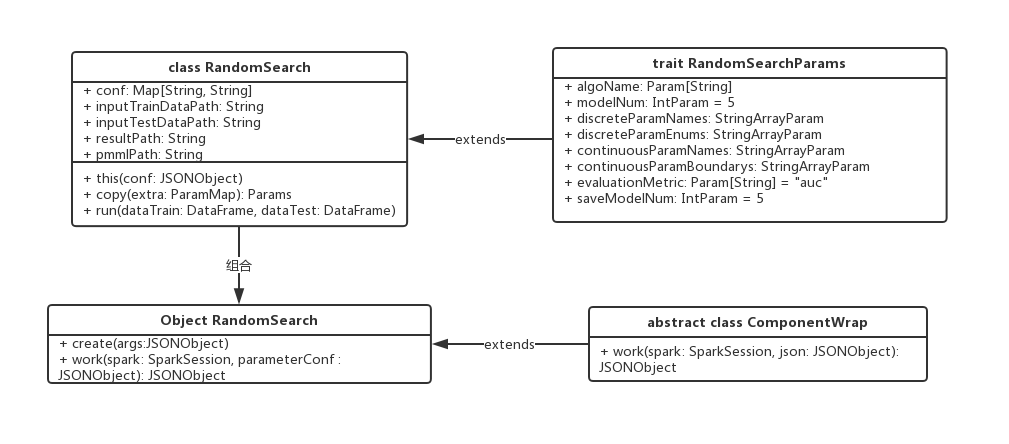 class RandomSearch
+ conf: Map[String, String]
+ inputTrainDataPath: String
+ inputTestDataPath: String
+ resultPath: String
+ pmmlPath: String
+ this(conf: JSONObject)
+ copy(extra: ParamMap): Params
+ run(dataTrain: DataFrame, dataTest: DataFrame)
extends
trait RandomSearchParams
+ algoName: Param[String]
+ modelNum: IntParam = 5
+ discreteParamNames: StringArrayParam
+ discreteParamEnums: StringArrayParam
+ continuousParamNames: StringArrayParam
+ continuousParamBoundarys: StringArrayParam
+ evaluationMetric: Param[String] = "auc"
+ saveModelNum: IntParam = 5
组合
Object RandomSearch
+ create(args:JSONObject)
+ work(spark: SparkSession, parameterConf:
JSONObject): JSONObject
extends
abstract class ComponentWrap
+ work(spark: SparkSession, json: JSONObject):
JSONObject